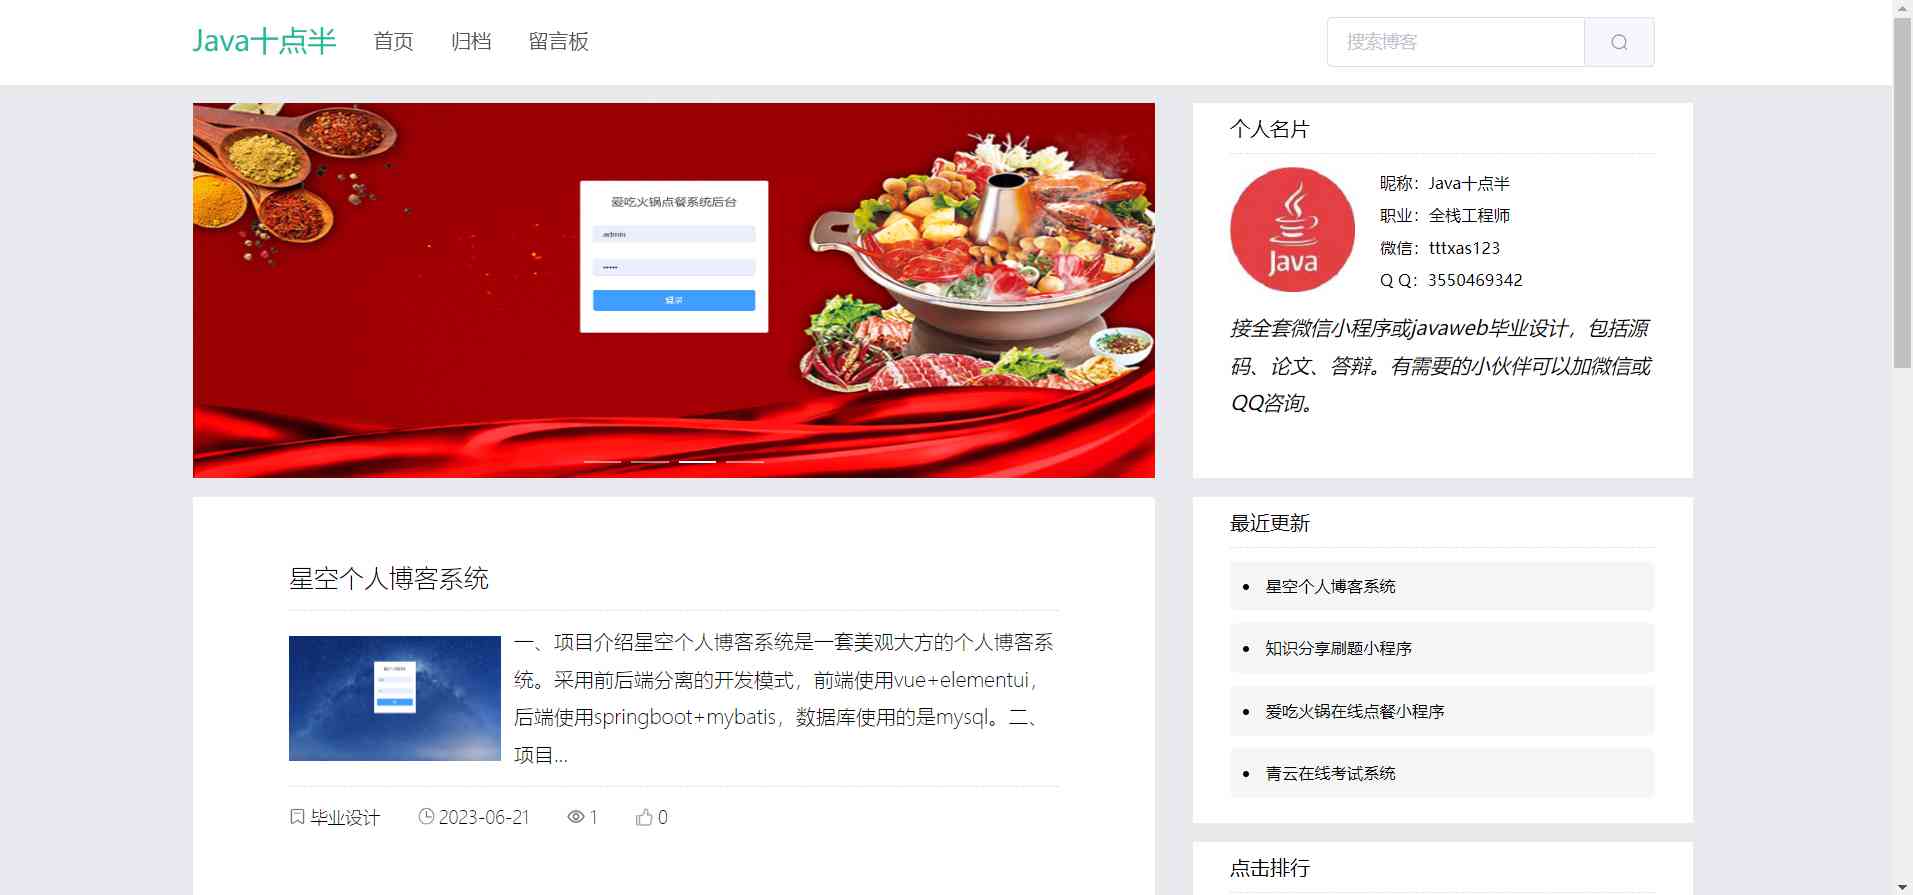 Java十点半
首页
归档
留言板
搜索博客
爱吃火锅点餐系统后台
admin
登录
个人名片
Java
昵称：Java十点半
职业：全栈工程师
微信：tttxas123
Q Q：3550469342
接全套微信小程序或javaweb毕业设计，包括源
码、论文、答辩。有需要的小伙伴可以加微信或
QQ咨询。
星空个人博客系统
一、项目介绍星空个人博客系统是一套美观大方的个人博客系
统。采用前后端分离的开发模式，前端使用vue+elementui，
后端使用springboot+mybatis，数据库使用的是mysql。二、
项目...
毕业设计
2023-06-21
1
0
最近更新
星空个人博客系统
知识分享刷题小程序
爱吃火锅在线点餐小程序
青云在线考试系统
点击排行